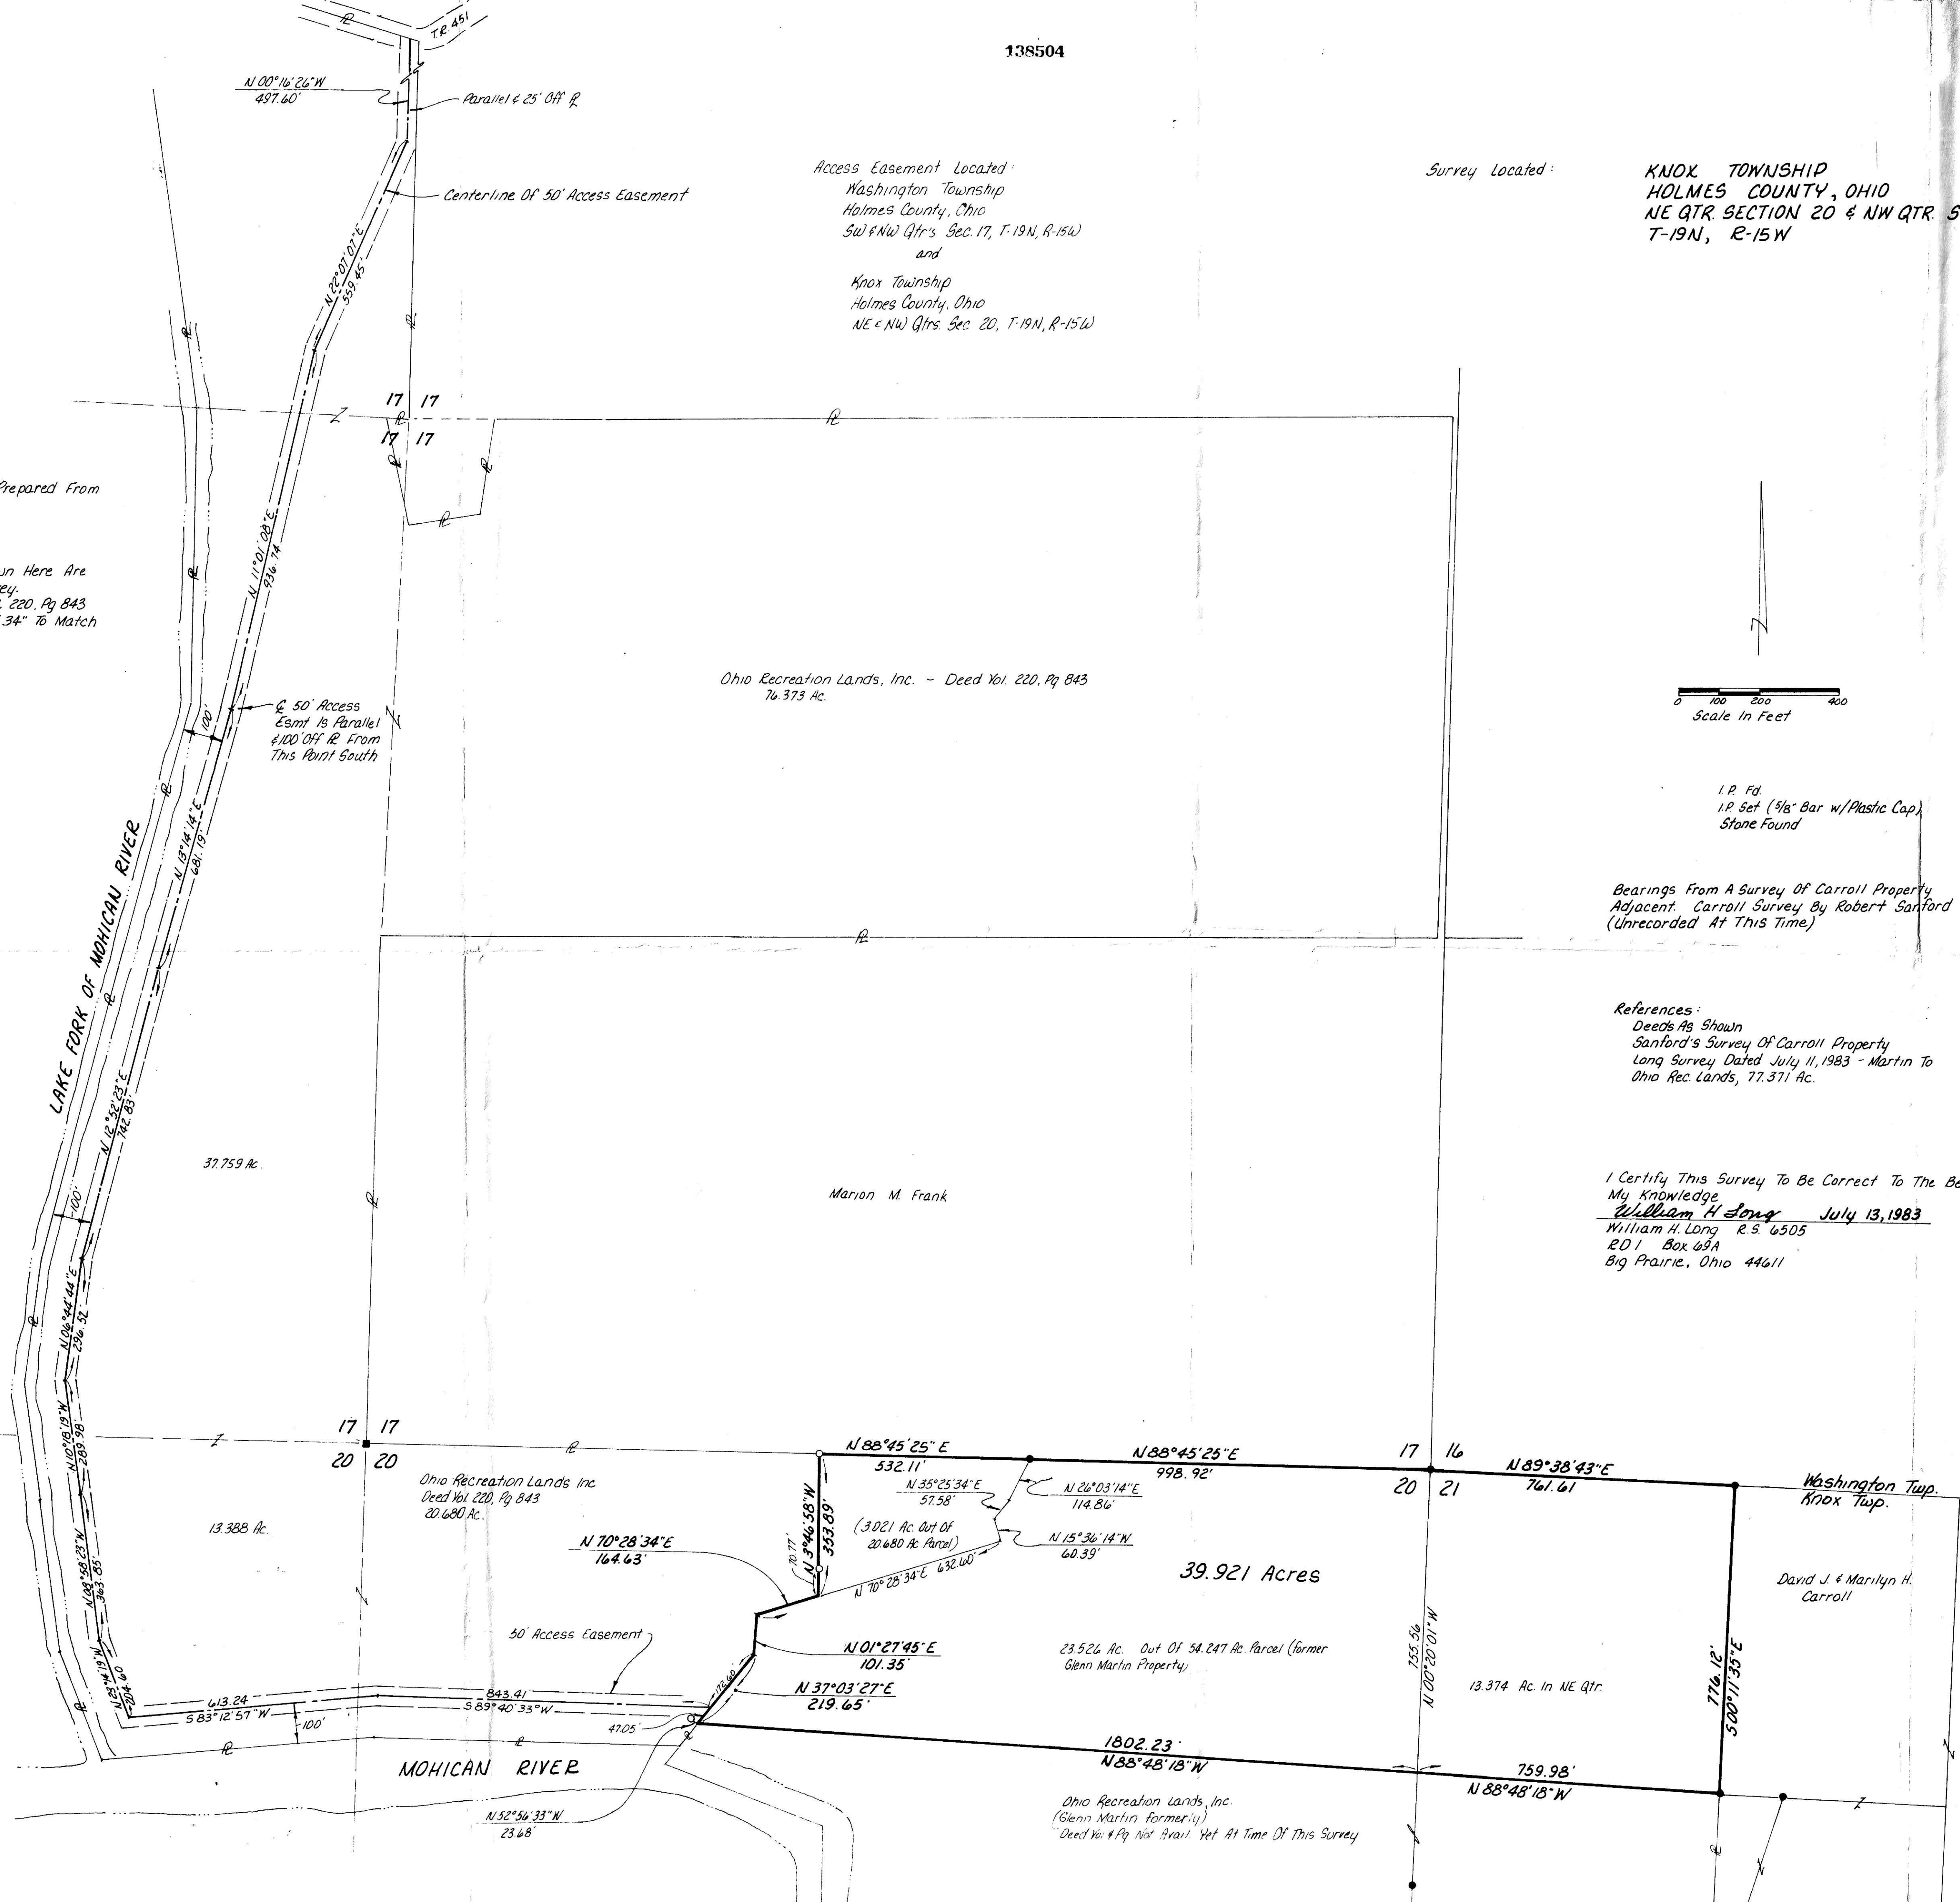 138504
T.R. 451
N 00°16'26"W
497.60'
Parallel & 25' Off PL
Centerline Of 50' Access Easement
N 22°07'07"E
559.45'
Access Easement Located:
Washington Township
Holmes County, Ohio
SW & NW Qtr's Sec. 17, T-19N, R-15W
and
Knox Township
Holmes County, Ohio
NE & NW Qtrs. Sec 20, T-19N, R-15W
Survey Located:
KNOX TOWNSHIP
HOLMES COUNTY, OHIO
NE QTR. SECTION 20 & NW QTR. S
T-19N, R-15W
17 17
17 17
Prepared From
un Here Are
ey.
220, Pg 843
34" To Match
N 11°01'08"E
936.74
100'
℄ 50' Access
Esmt Is Parallel
& 100' Off PL From
This Point South
N 13°14'14"E
681.19'
LAKE FORK OF MOHICAN RIVER
N 12°52'23"E
742.83'
37.759 Ac.
100'
N 06°44'44"E
296.52'
N 10°18'19"W
289.98'
N 08°58'23"W
363.85'
N 25°14'19"W
204.60
Ohio Recreation Lands, Inc. - Deed Vol. 220, Pg 843
76.373 Ac.
0 100 200 400
Scale In Feet
I.P. Fd.
I.P. Set (5/8" Bar w/Plastic Cap)
Stone Found
Bearings From A Survey Of Carroll Property
Adjacent. Carroll Survey By Robert Sanford
(Unrecorded At This Time)
References:
Deeds As Shown
Sanford's Survey Of Carroll Property
Long Survey Dated July 11, 1983 - Martin To
Ohio Rec. Lands, 77.371 Ac.
Marion M. Frank
I Certify This Survey To Be Correct To The Be
My Knowledge
William H Long July 13, 1983
William H. Long R.S. 6505
RD 1 Box 69A
Big Prairie, Ohio 44611
17 17
20 20
Ohio Recreation Lands Inc
Deed Vol. 220, Pg 843
20.680 Ac.
13.388 Ac.
N 88°45'25" E
532.11'
N 88°45'25"E
998.92'
17 16
20 21
N 89°38'43"E
761.61
Washington Twp.
Knox Twp.
N 35°25'34"E
57.58'
N 26°03'14"E
114.86'
(3.021 Ac. Out Of
20.680 Ac Parcel)
N 15°36'14"W
60.39'
N 3°46'58"W
353.89'
70.77'
N 70°28'34"E
164.63'
N 70°28'34"E 632.60'
39.921 Acres
David J. & Marilyn H.
Carroll
50' Access Easement
N 01°27'45"E
101.35'
23.526 Ac. Out Of 54.247 Ac. Parcel (former
Glenn Martin Property)
755.56
N 00°20'01"W
13.374 Ac. In NE Qtr.
776.12'
S 00°11'35"E
172.60'
N 37°03'27"E
219.65'
613.24
S 83°12'57"W
100'
843.41'
S 89°40'33"W
47.05'
1802.23'
N 88°48'18"W
759.98'
N 88°48'18"W
MOHICAN RIVER
N 52°56'33"W
23.68'
Ohio Recreation Lands, Inc.
(Glenn Martin Formerly)
Deed Vol & Pg Not Avail. Yet At Time Of This Survey